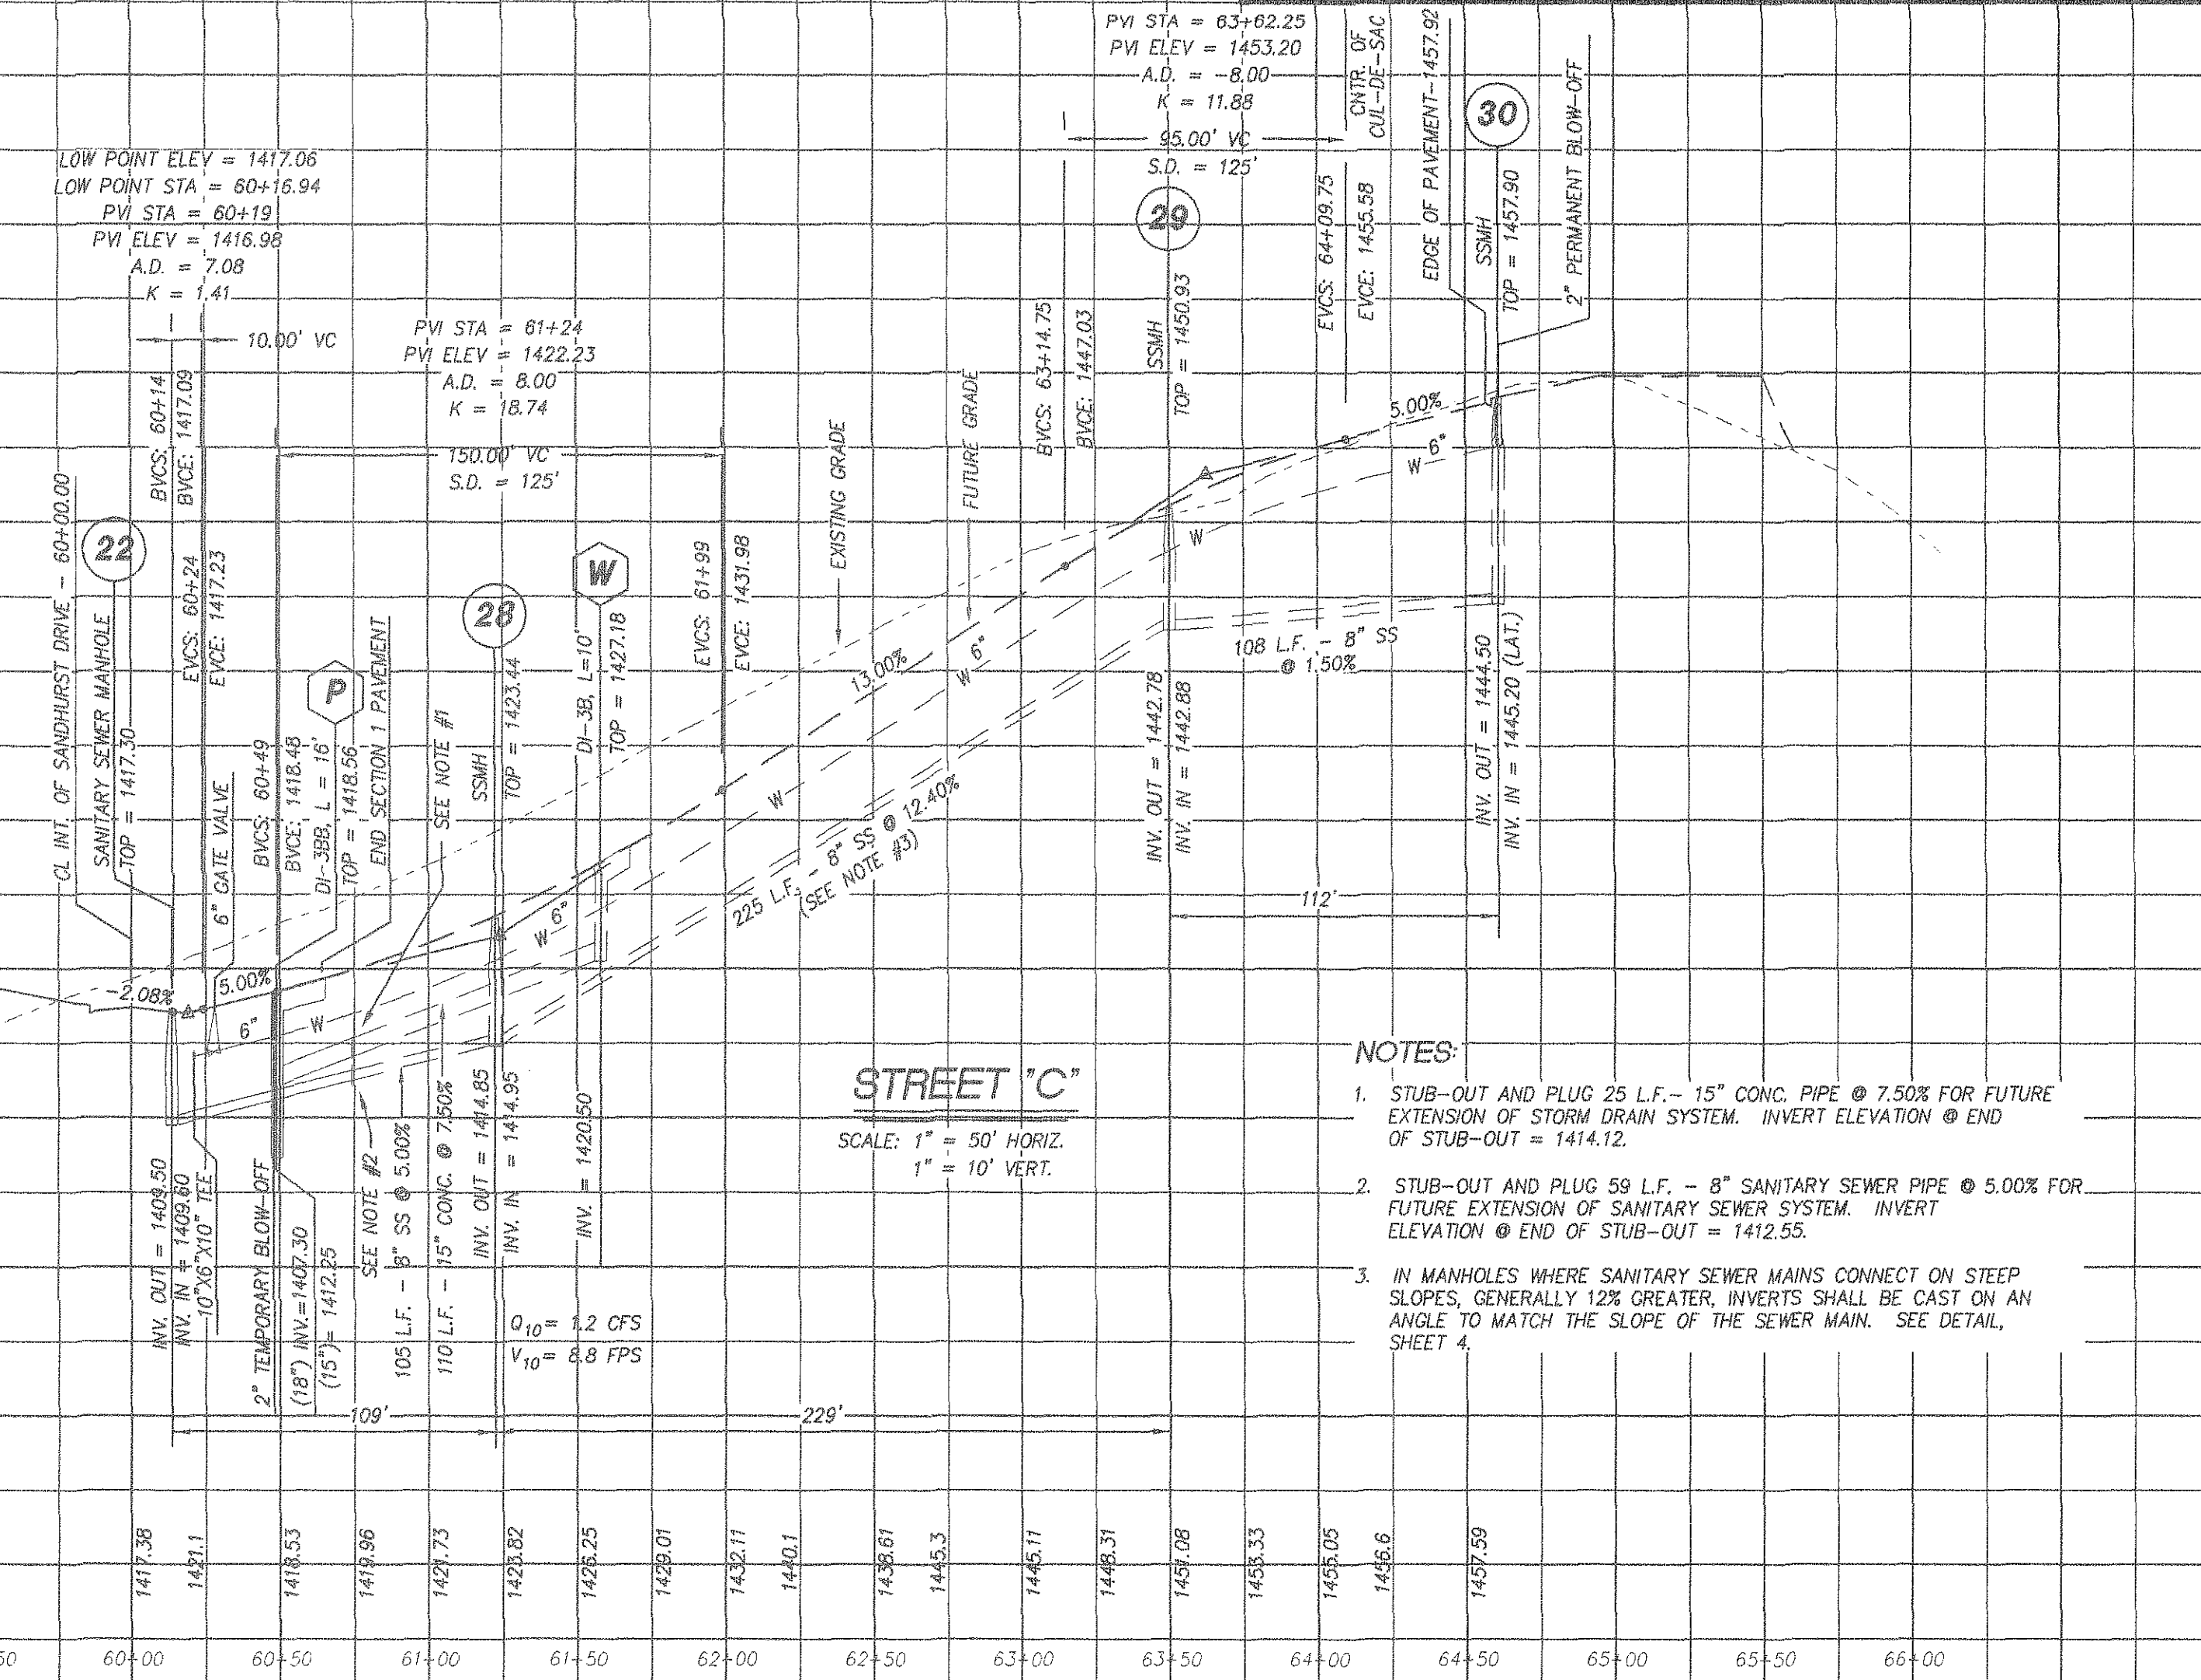 PVI STA = 63+62.25
PVI ELEV = 1453.20
A.D. = -8.00
K = 11.88
95.00' VC
S.D. = 125'
CNTR. OF
CUL-DE-SAC
EDGE OF PAVEMENT-1457.92
30
SSMH
TOP = 1457.90
2" PERMANENT BLOW-OFF
LOW POINT ELEV = 1417.06
LOW POINT STA = 60+16.94
PVI STA = 60+19
PVI ELEV = 1416.98
A.D. = 7.08
K = 1.41
10.00' VC
PVI STA = 61+24
PVI ELEV = 1422.23
A.D. = 8.00
K = 18.74
150.00' VC
S.D. = 125'
29
SSMH
TOP = 1450.93
BVCS: 63+14.75
BVCE: 1447.03
EVCS: 64+09.75
EVCE: 1455.58
BVCS: 60+14
BVCE: 1417.09
CL INT. OF SANDHURST DRIVE - 60+00.00
22
SANITARY SEWER MANHOLE
TOP = 1417.30
EVCS: 60+24
EVCE: 1417.23
6" GATE VALVE
BVCS: 60+49
BVCE: 1418.48
P
DI-3BB, L = 16'
TOP = 1418.56
END SECTION 1 PAVEMENT
SEE NOTE #1
28
SSMH
TOP = 1423.44
W
DI-3B, L=10'
TOP = 1427.18
EVCS: 61+99
EVCE: 1431.98
EXISTING GRADE
FUTURE GRADE
5.00%
6"
W
W
13.00%
6"
W
W
108 L.F. - 8" SS
@ 1.50%
225 L.F. - 8" SS @ 12.40%
(SEE NOTE #3)
INV. OUT = 1442.78
INV. IN = 1442.88
INV. OUT = 1444.50
INV. IN = 1445.20 (LAT.)
112'
-2.08%
5.00%
6"
W
6"
W
INV. OUT = 1409.50
INV. IN = 1409.60
10"X6"X10" TEE
2" TEMPORARY BLOW-OFF
(18") INV.=1407.30
(15")= 1412.25
SEE NOTE #2
105 L.F. - 8" SS @ 5.00%
110 L.F. - 15" CONC. @ 7.50%
INV. OUT = 1414.85
INV. IN = 1414.95
INV. = 1420.50
Q10= 1.2 CFS
V10= 8.8 FPS
STREET "C"
SCALE: 1" = 50' HORIZ.
1" = 10' VERT.
NOTES:
1. STUB-OUT AND PLUG 25 L.F.- 15" CONC. PIPE @ 7.50% FOR FUTURE
EXTENSION OF STORM DRAIN SYSTEM. INVERT ELEVATION @ END
OF STUB-OUT = 1414.12.
2. STUB-OUT AND PLUG 59 L.F. - 8" SANITARY SEWER PIPE @ 5.00% FOR
FUTURE EXTENSION OF SANITARY SEWER SYSTEM. INVERT
ELEVATION @ END OF STUB-OUT = 1412.55.
3. IN MANHOLES WHERE SANITARY SEWER MAINS CONNECT ON STEEP
SLOPES, GENERALLY 12% GREATER, INVERTS SHALL BE CAST ON AN
ANGLE TO MATCH THE SLOPE OF THE SEWER MAIN. SEE DETAIL,
SHEET 4.
109'
229'
1417.38
1421.1
1418.53
1419.96
1421.73
1423.82
1426.25
1429.01
1432.11
1440.1
1438.61
1445.3
1445.11
1448.31
1451.08
1453.33
1455.05
1456.6
1457.59
50
60+00
60+50
61+00
61+50
62+00
62+50
63+00
63+50
64+00
64+50
65+00
65+50
66+00